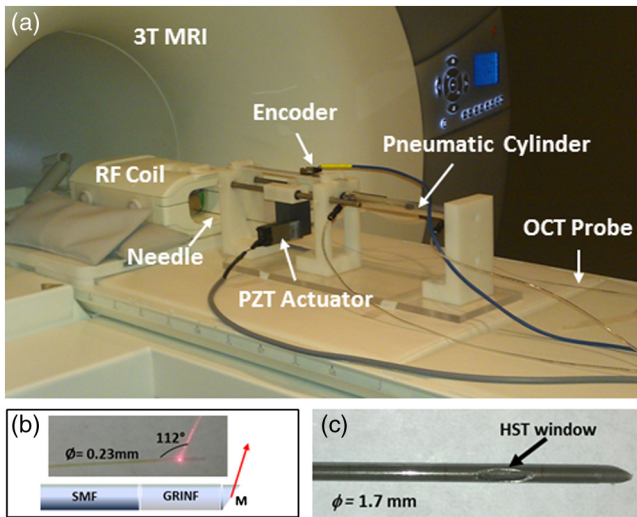 (a)
3T MRI
Encoder
Pneumatic Cylinder
RF Coil
OCT Probe
Needle
PZT Actuator
(b)
112°
Ø= 0.23mm
SMF
GRINF
M
(c)
HST window
ϕ = 1.7 mm